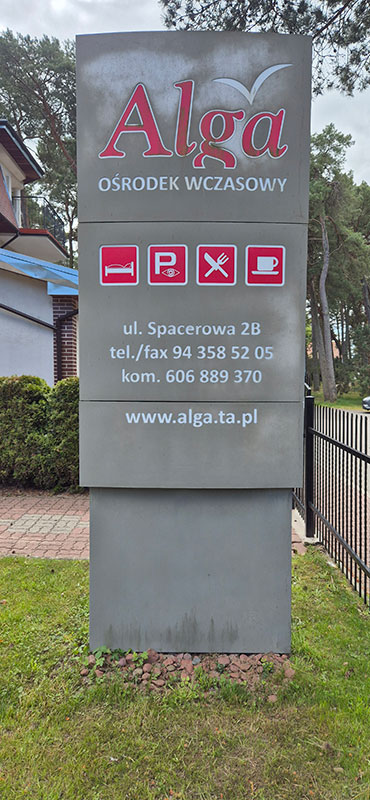 Alga
OŚRODEK WCZASOWY
P
ul. Spacerowa 2B
tel./fax 94 358 52 05
kom. 606 889 370
www.alga.ta.pl